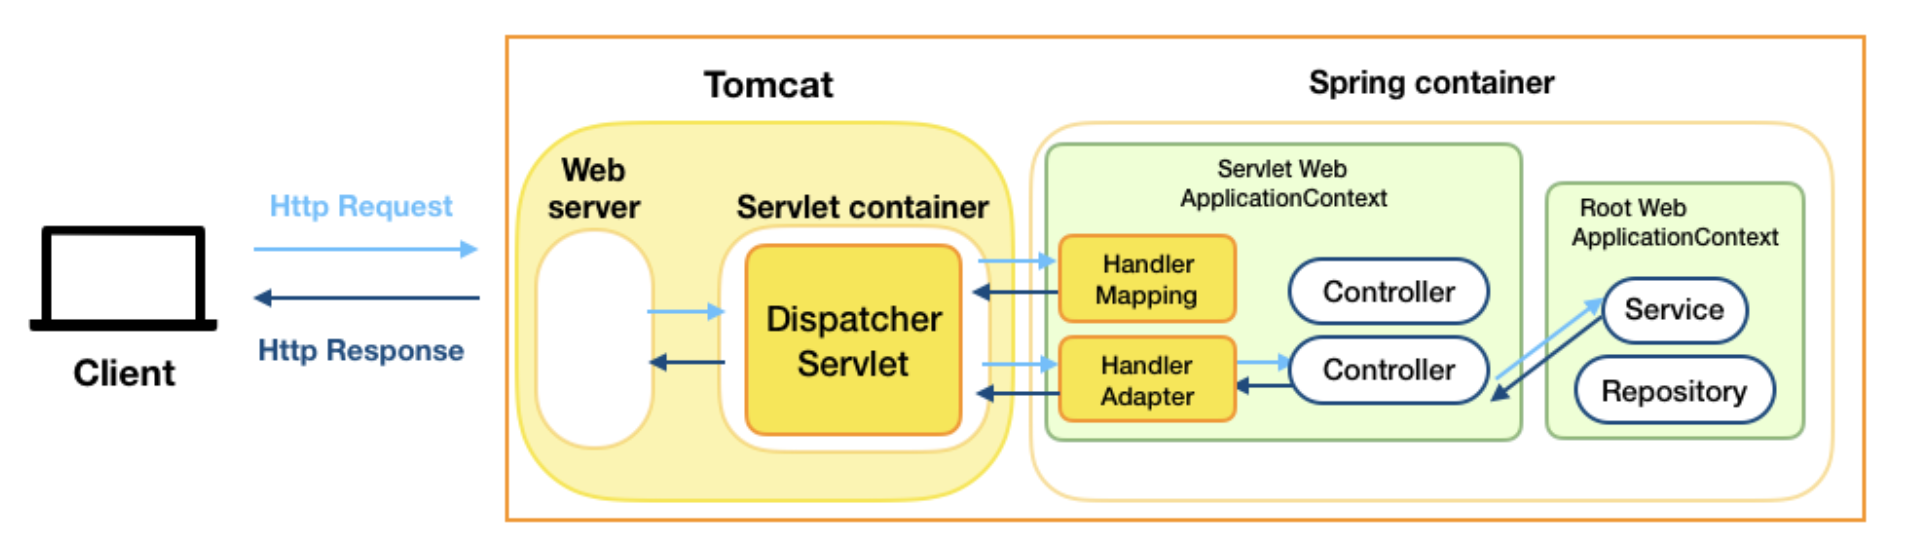 Tomcat
Spring container
Web
server
Servlet container
Servlet Web
ApplicationContext
Root Web
ApplicationContext
Http Request
Http Response
Client
Dispatcher
Servlet
Handler
Mapping
Handler
Adapter
Controller
Controller
Service
Repository